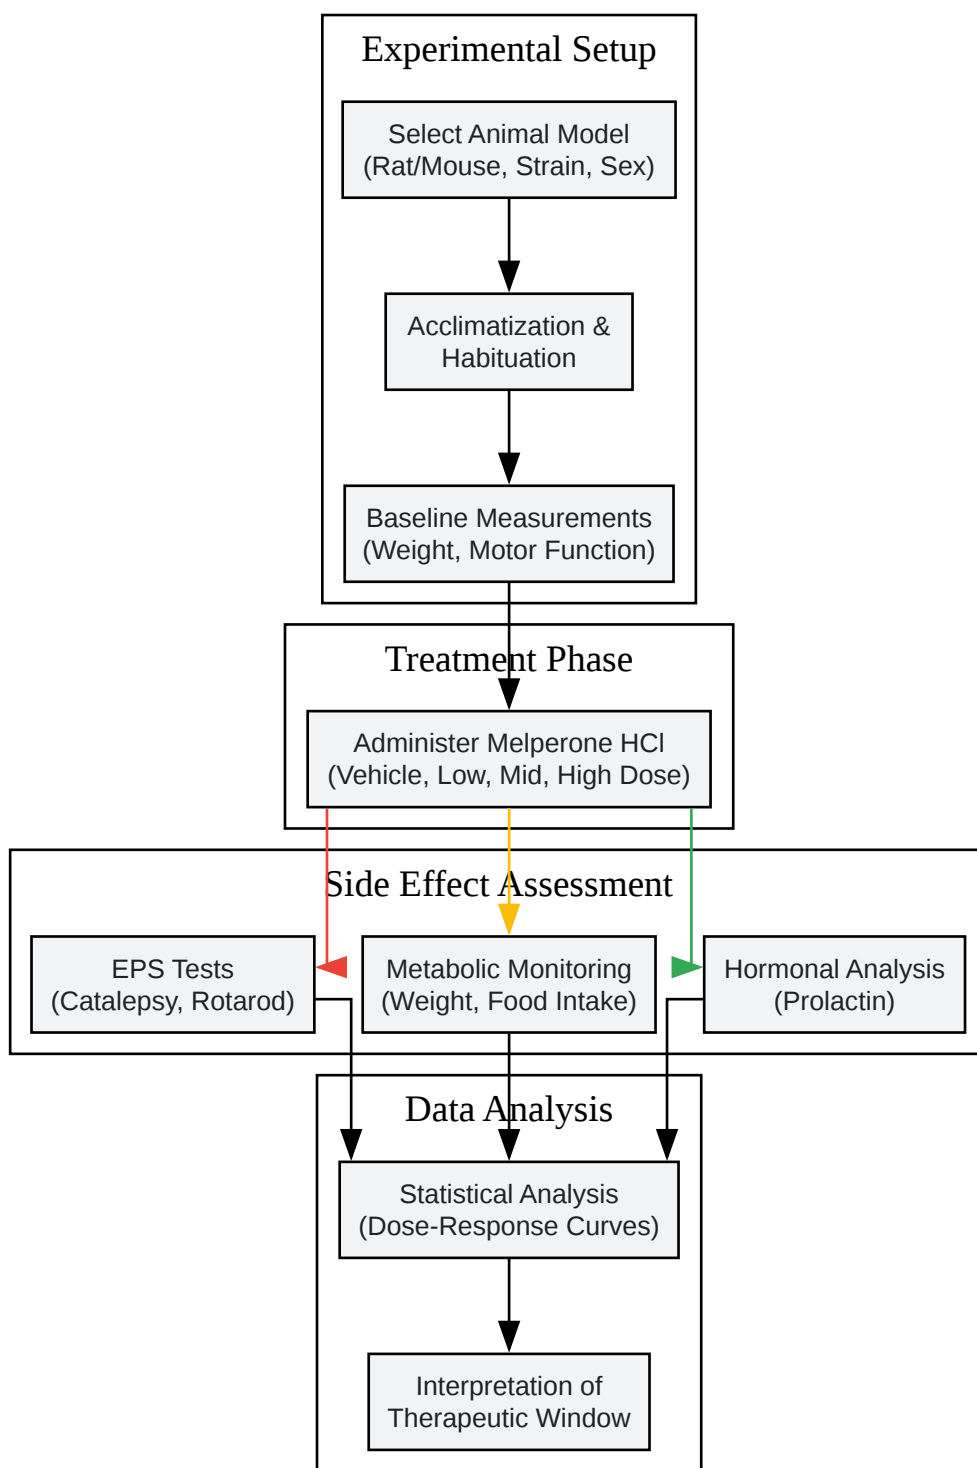 Experimental Setup
Select Animal Model
(Rat/Mouse, Strain, Sex)
Acclimatization &
Habituation
Baseline Measurements
(Weight, Motor Function)
Treatment Phase
Administer Melperone HCl
(Vehicle, Low, Mid, High Dose)
Side Effect Assessment
EPS Tests
(Catalepsy, Rotarod)
Metabolic Monitoring
(Weight, Food Intake)
Hormonal Analysis
(Prolactin)
Data Analysis
Statistical Analysis
(Dose-Response Curves)
Interpretation of
Therapeutic Window